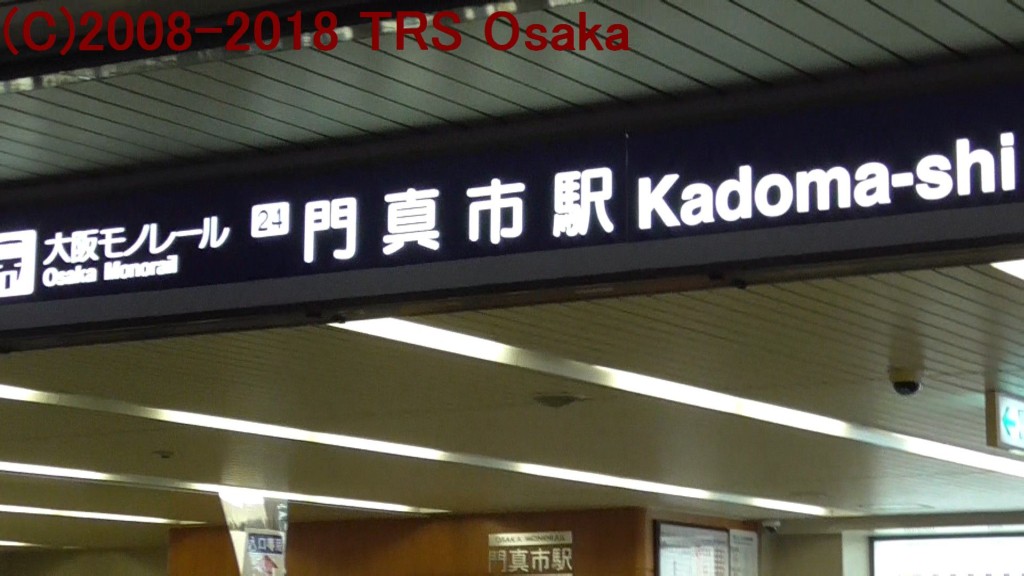 (C)2008-2018 TRS Osaka
大阪モノレール
Osaka Monorail
24 門真市駅 Kadoma-shi
OSAKA MONORAIL
門真市駅